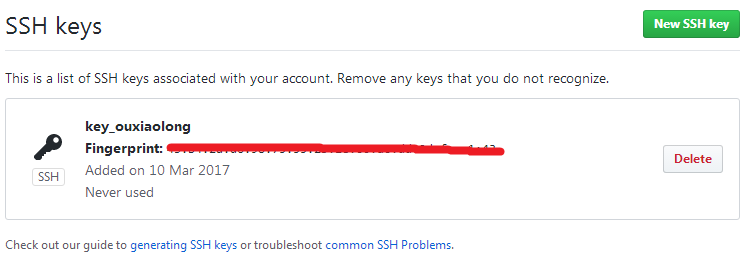 SSH keys
New SSH key
This is a list of SSH keys associated with your account. Remove any keys that you do not recognize.
key_ouxiaolong
Fingerprint:
Added on 10 Mar 2017
Never used
SSH
Delete
Check out our guide to generating SSH keys or troubleshoot common SSH Problems.